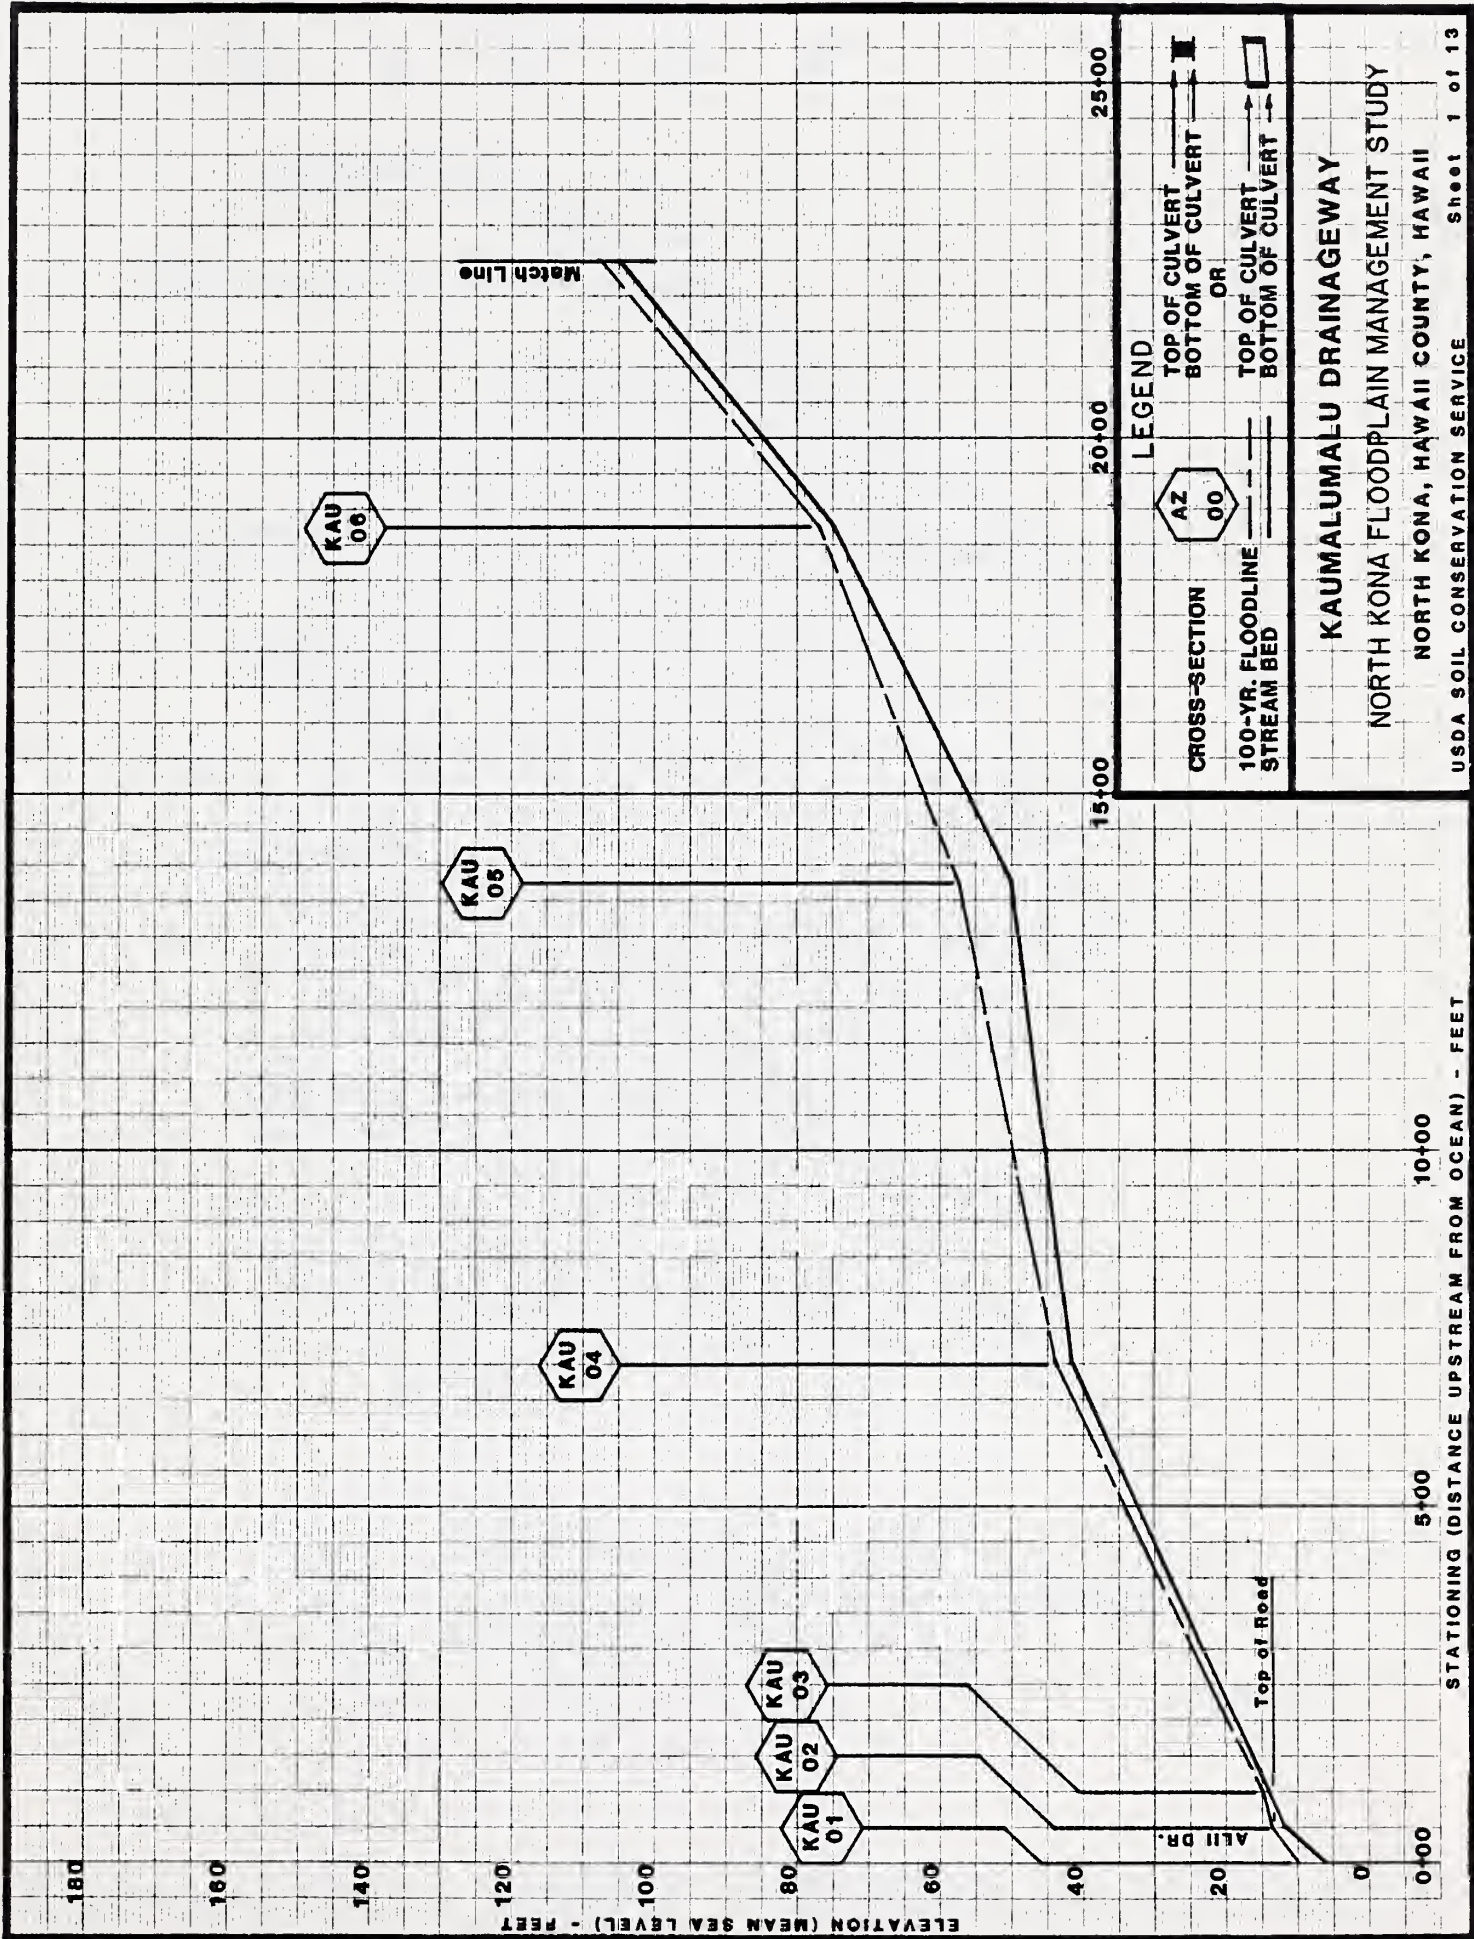 180
160
140
120
100
80
60
40
20
0
ELEVATION (MEAN SEA LEVEL) - FEET
KAU
01
KAU
02
KAU
03
KAU
04
KAU
05
KAU
06
Match Line
ALII DR.
Top of Road
0+00
5+00
10+00
15+00
20+00
25+00
STATIONING (DISTANCE UPSTREAM FROM OCEAN) - FEET
LEGEND
CROSS-SECTION
AZ
00
100-YR. FLOODLINE
STREAM BED
TOP OF CULVERT
BOTTOM OF CULVERT
OR
TOP OF CULVERT
BOTTOM OF CULVERT
KAUMALUMALU DRAINAGEWAY
NORTH KONA FLOODPLAIN MANAGEMENT STUDY
NORTH KONA, HAWAII COUNTY, HAWAII
USDA SOIL CONSERVATION SERVICE Sheet 1 of 13